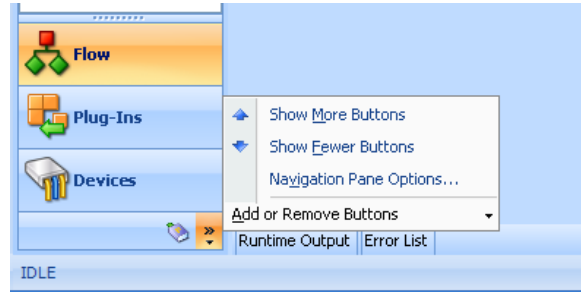 Flow
Plug-Ins
Devices
Show More Buttons
Show Fewer Buttons
Navigation Pane Options...
Add or Remove Buttons
Runtime Output Error List
IDLE